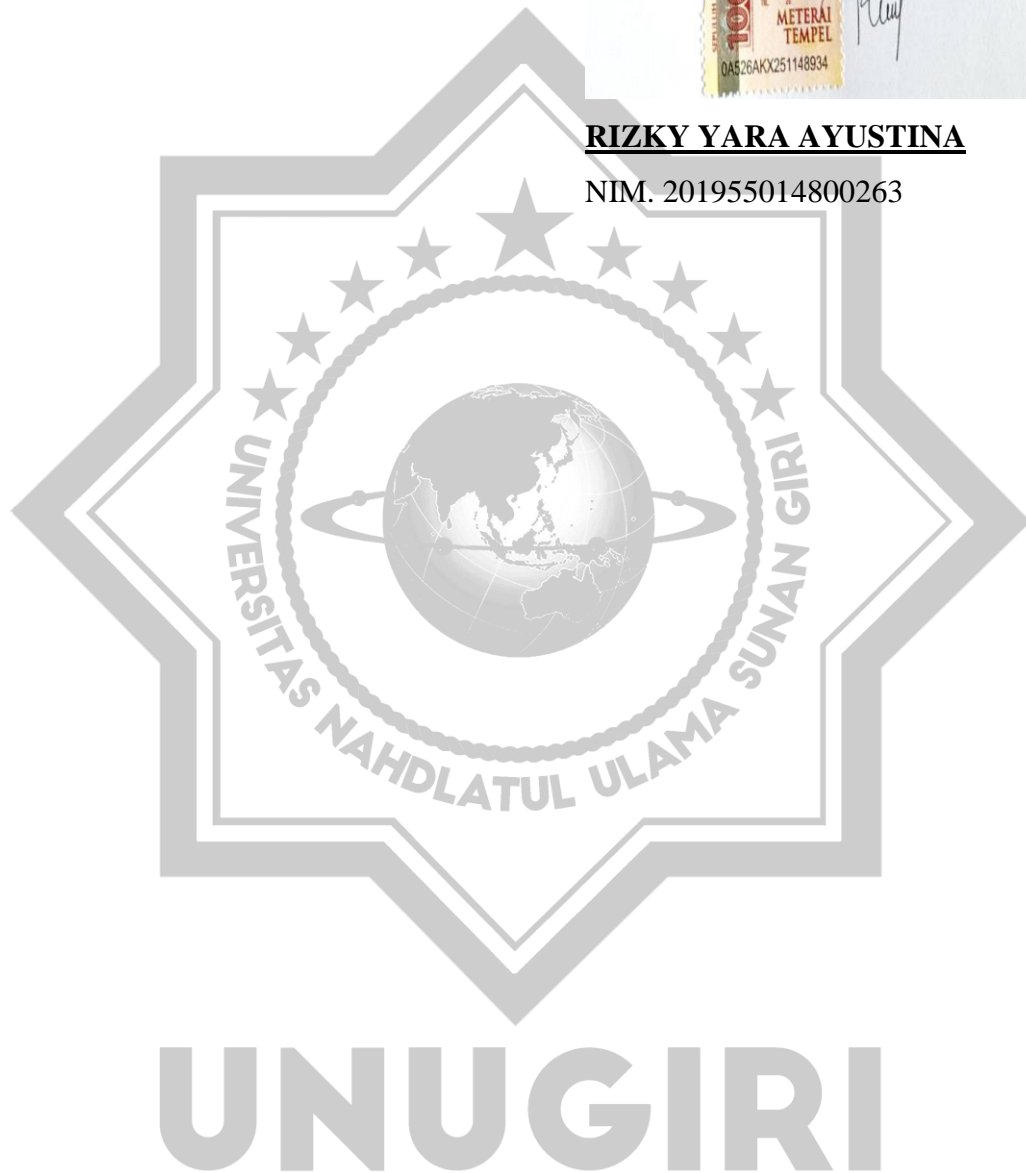 METERAI
TEMPEL
0A526AKX251148934
RIZKY YARA AYUSTINA
NIM. 201955014800263
UNIVERSITAS NAHDLATUL ULAMA SUNAN GIRI
UNUGIRI